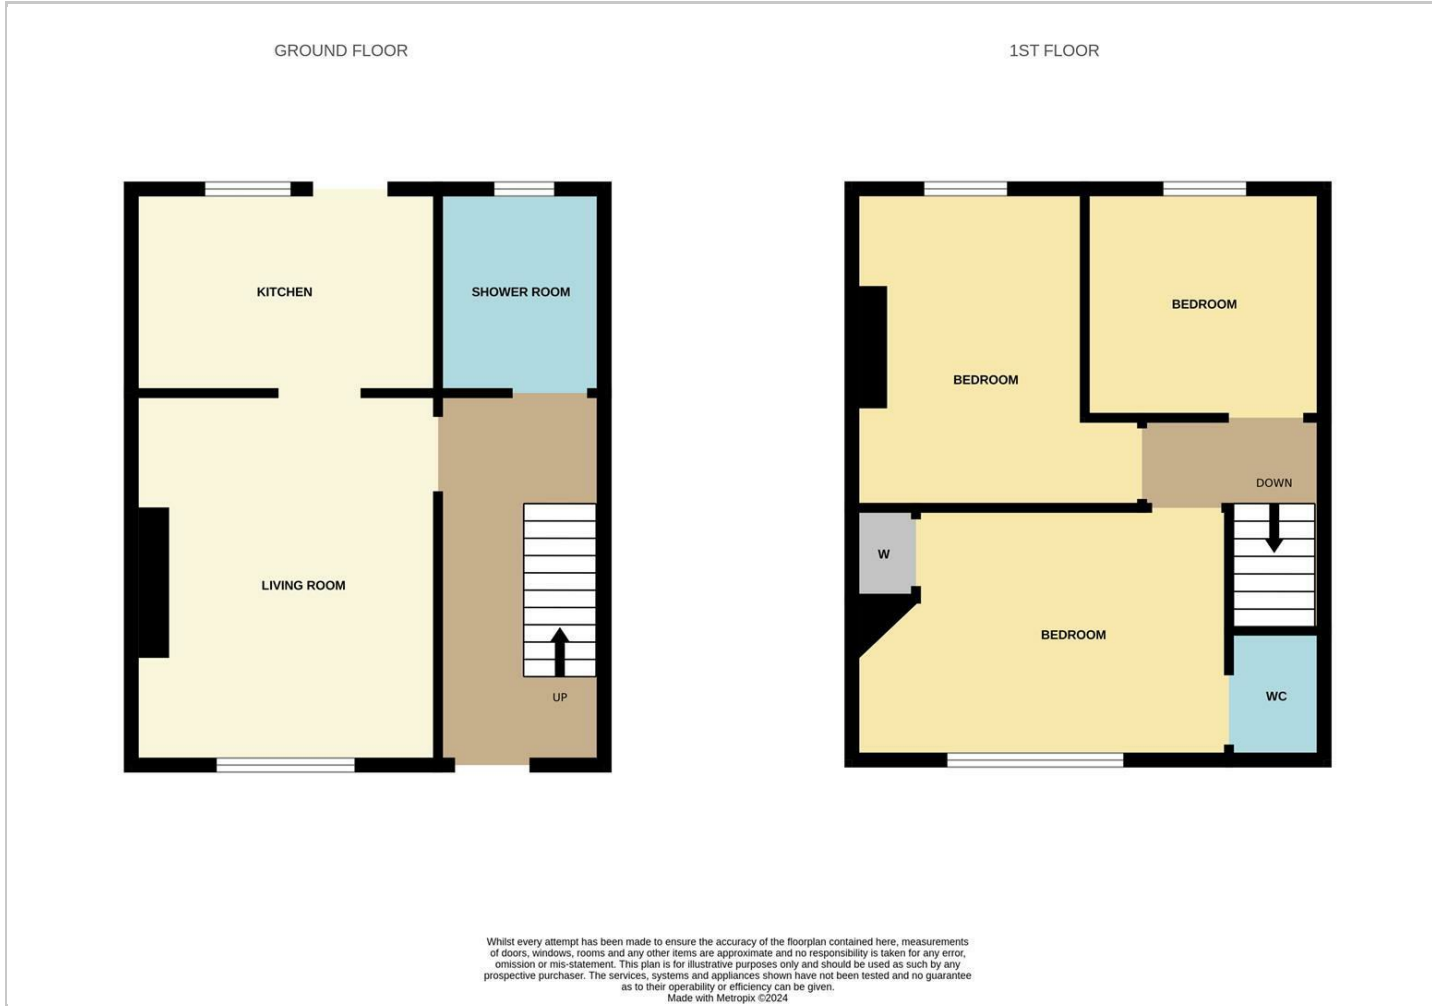 GROUND FLOOR
1ST FLOOR
KITCHEN
SHOWER ROOM
LIVING ROOM
UP
BEDROOM
BEDROOM
DOWN
W
BEDROOM
WC
Whilst every attempt has been made to ensure the accuracy of the floorplan contained here, measurements
of doors, windows, rooms and any other items are approximate and no responsibility is taken for any error,
omission or mis-statement. This plan is for illustrative purposes only and should be used as such by any
prospective purchaser. The services, systems and appliances shown have not been tested and no guarantee
as to their operability or efficiency can be given.
Made with Metropix ©2024